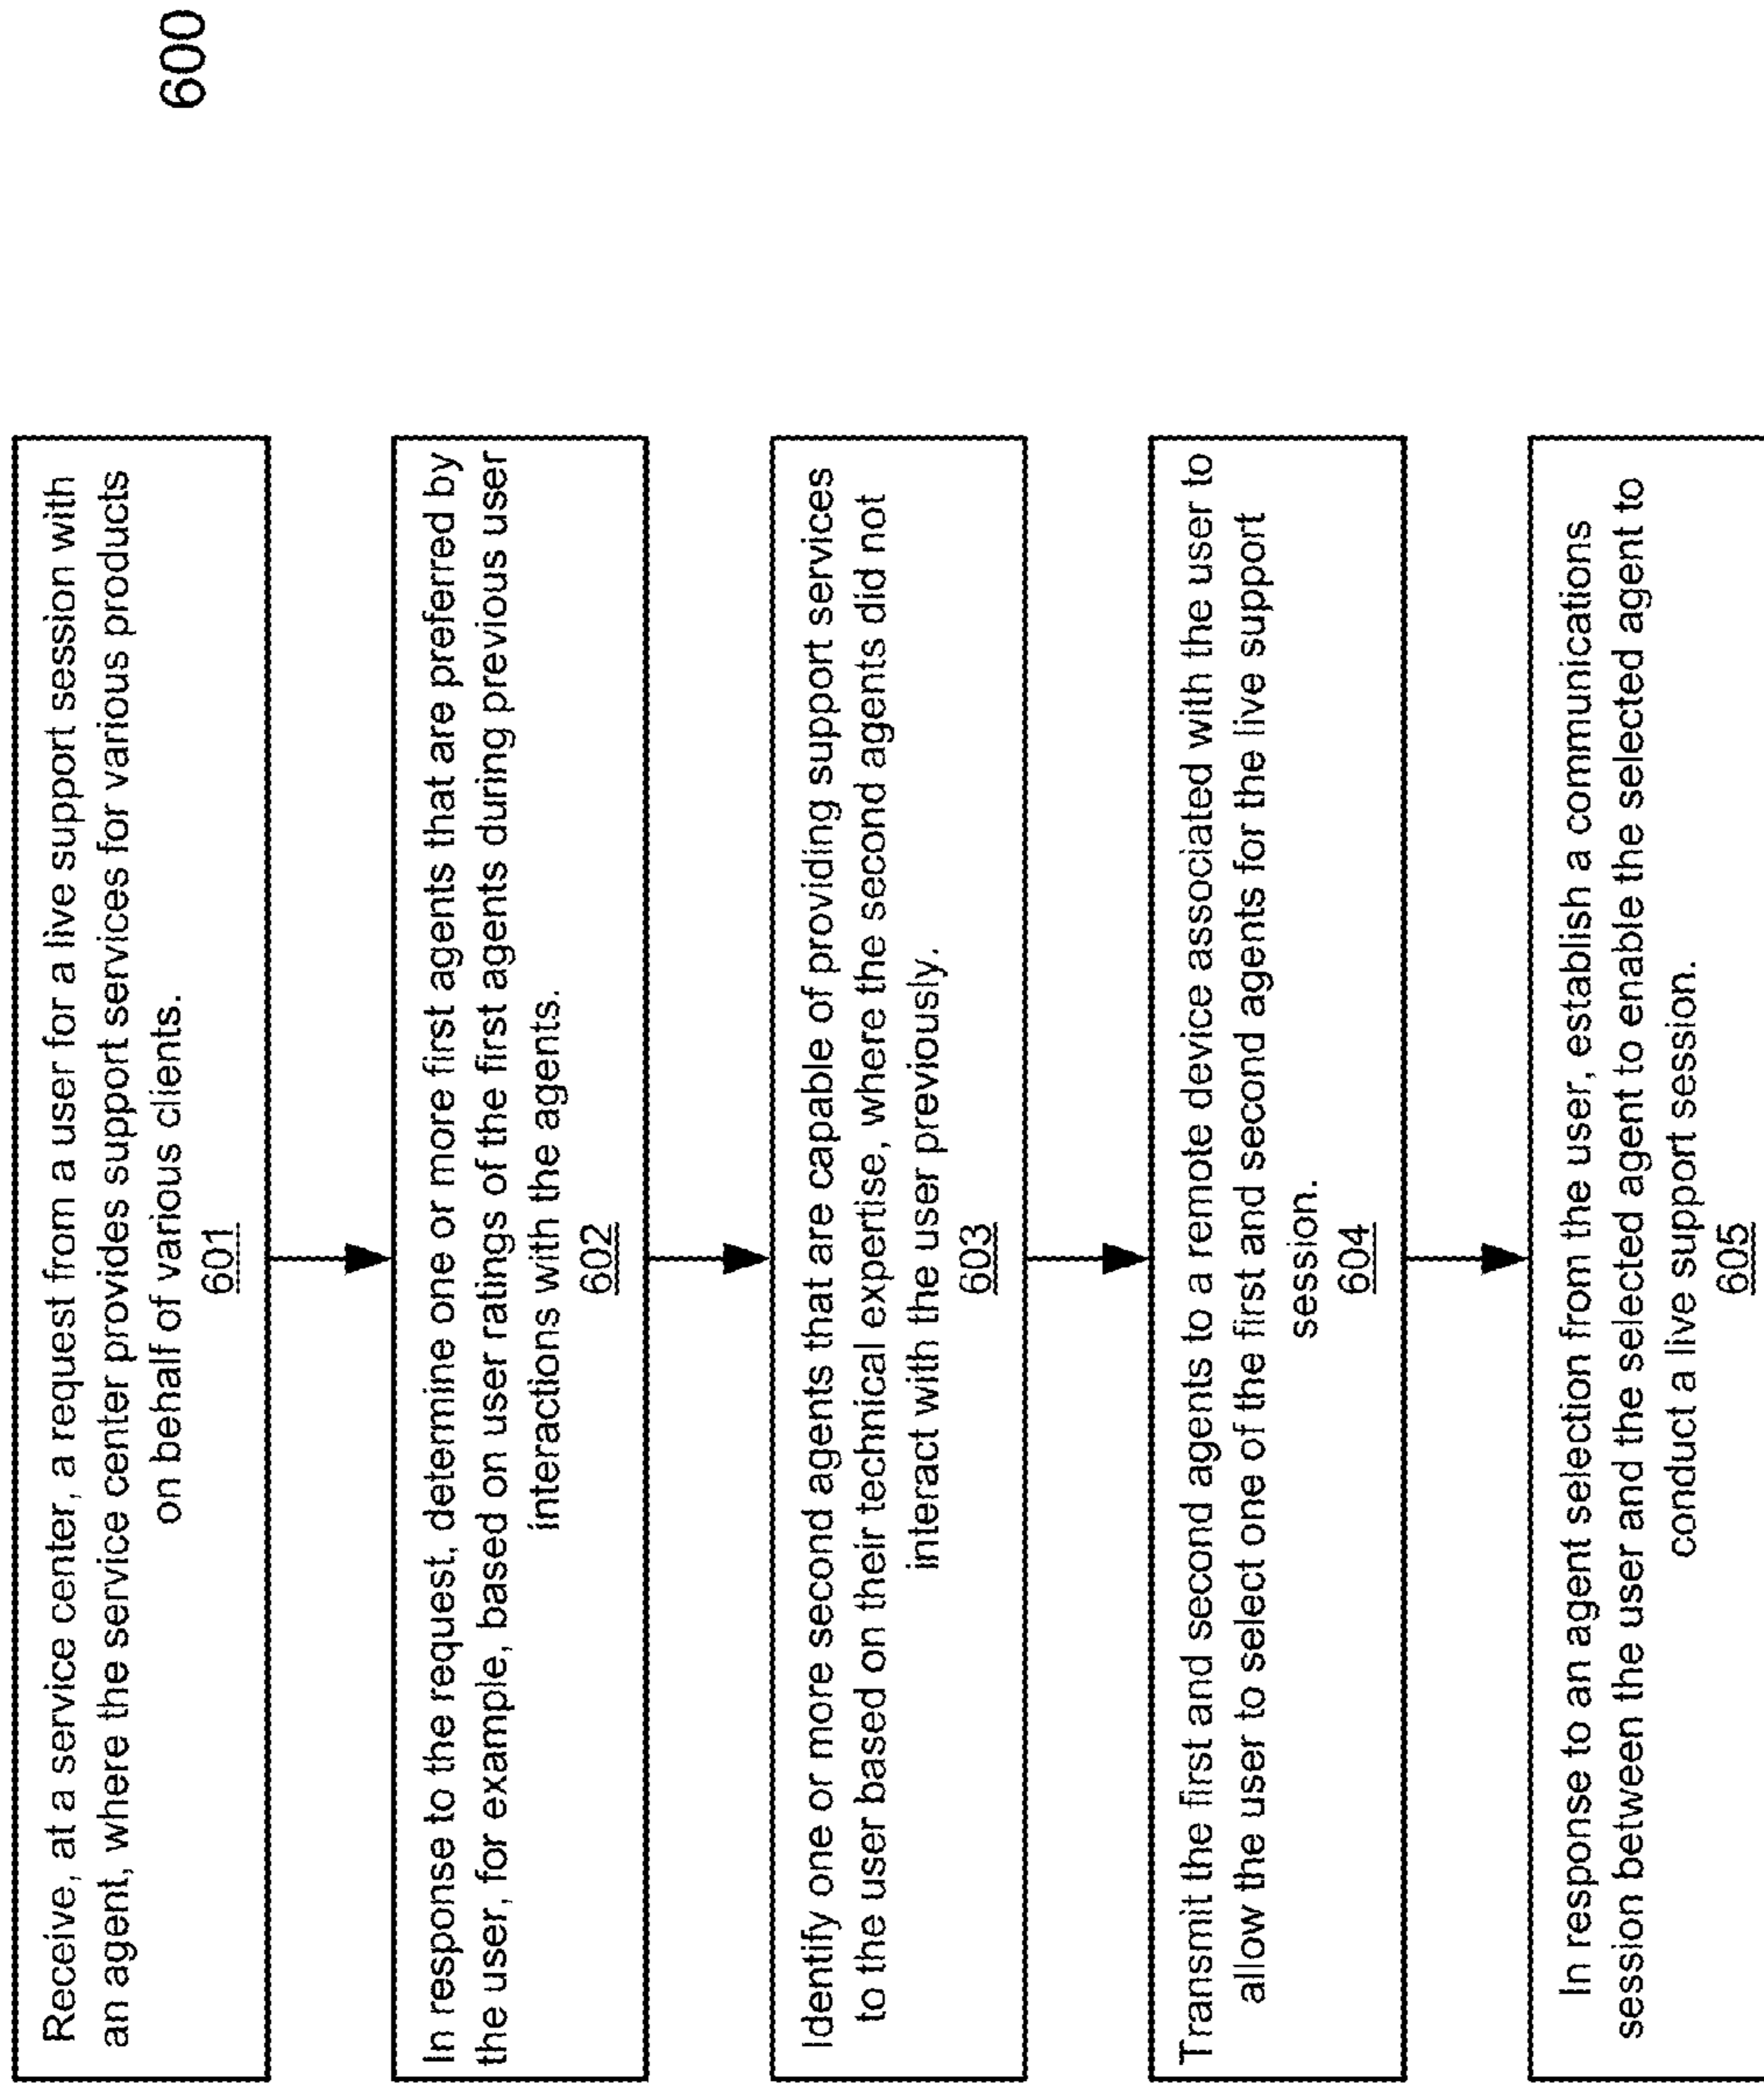 600
Receive, at a service center, a request from a user for a live support session with
an agent, where the service center provides support services for various products
on behalf of various clients.
601
In response to the request, determine one or more first agents that are preferred by
the user, for example, based on user ratings of the first agents during previous user
interactions with the agents.
602
Identify one or more second agents that are capable of providing support services
to the user based on their technical expertise, where the second agents did not
interact with the user previously.
603
Transmit the first and second agents to a remote device associated with the user to
allow the user to select one of the first and second agents for the live support
session.
604
In response to an agent selection from the user, establish a communications
session between the user and the selected agent to enable the selected agent to
conduct a live support session.
605